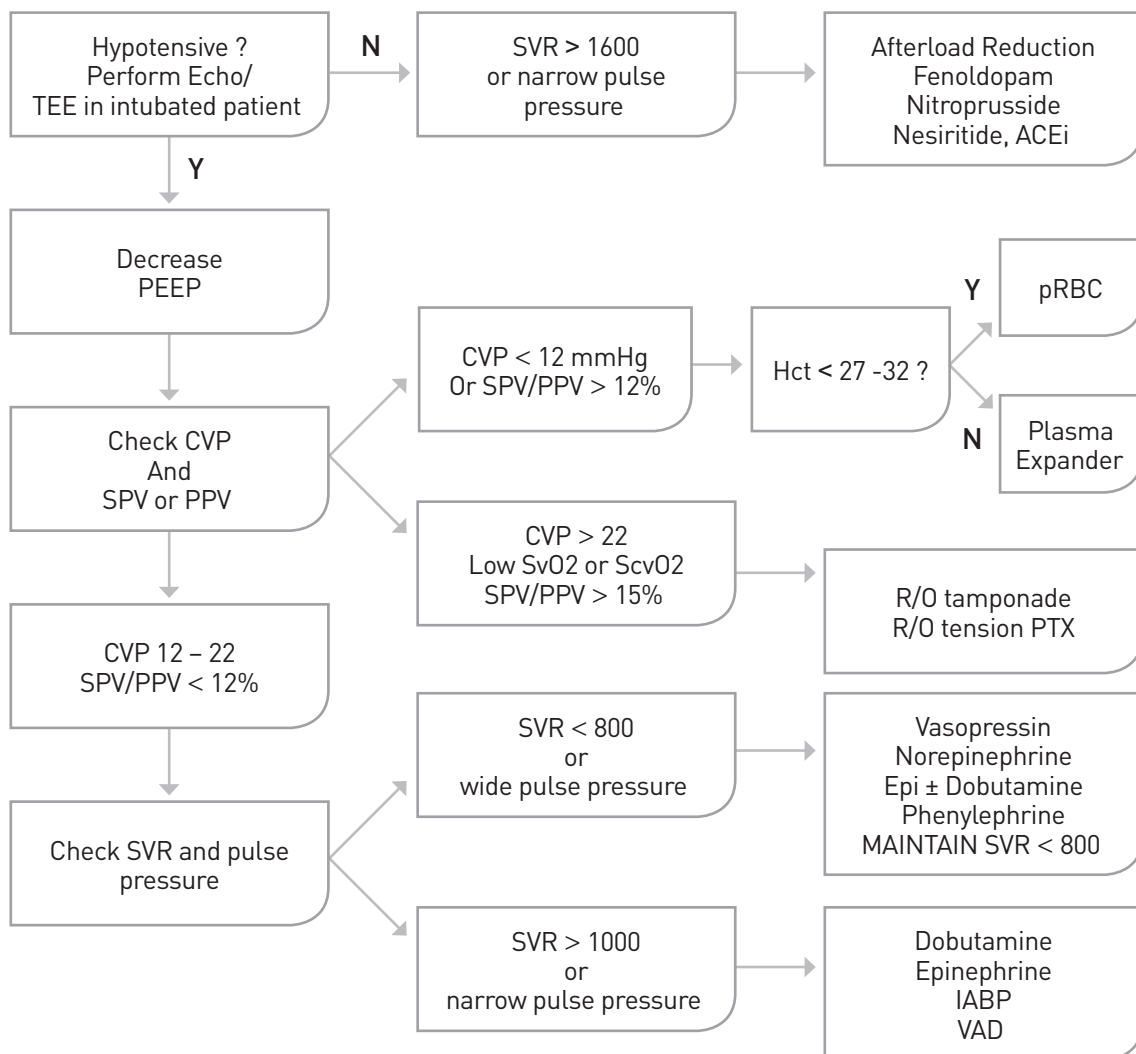 Hypotensive ?
Perform Echo/
TEE in intubated patient
N
SVR > 1600
or narrow pulse
pressure
Afterload Reduction
Fenoldopam
Nitroprusside
Nesiritide, ACEi
Y
Decrease
PEEP
CVP < 12 mmHg
Or SPV/PPV > 12%
Hct < 27 -32 ?
Y
pRBC
N
Plasma
Expander
Check CVP
And
SPV or PPV
CVP > 22
Low SvO2 or ScvO2
SPV/PPV > 15%
R/O tamponade
R/O tension PTX
CVP 12 – 22
SPV/PPV < 12%
SVR < 800
or
wide pulse pressure
Vasopressin
Norepinephrine
Epi ± Dobutamine
Phenylephrine
MAINTAIN SVR < 800
Check SVR and pulse
pressure
SVR > 1000
or
narrow pulse pressure
Dobutamine
Epinephrine
IABP
VAD